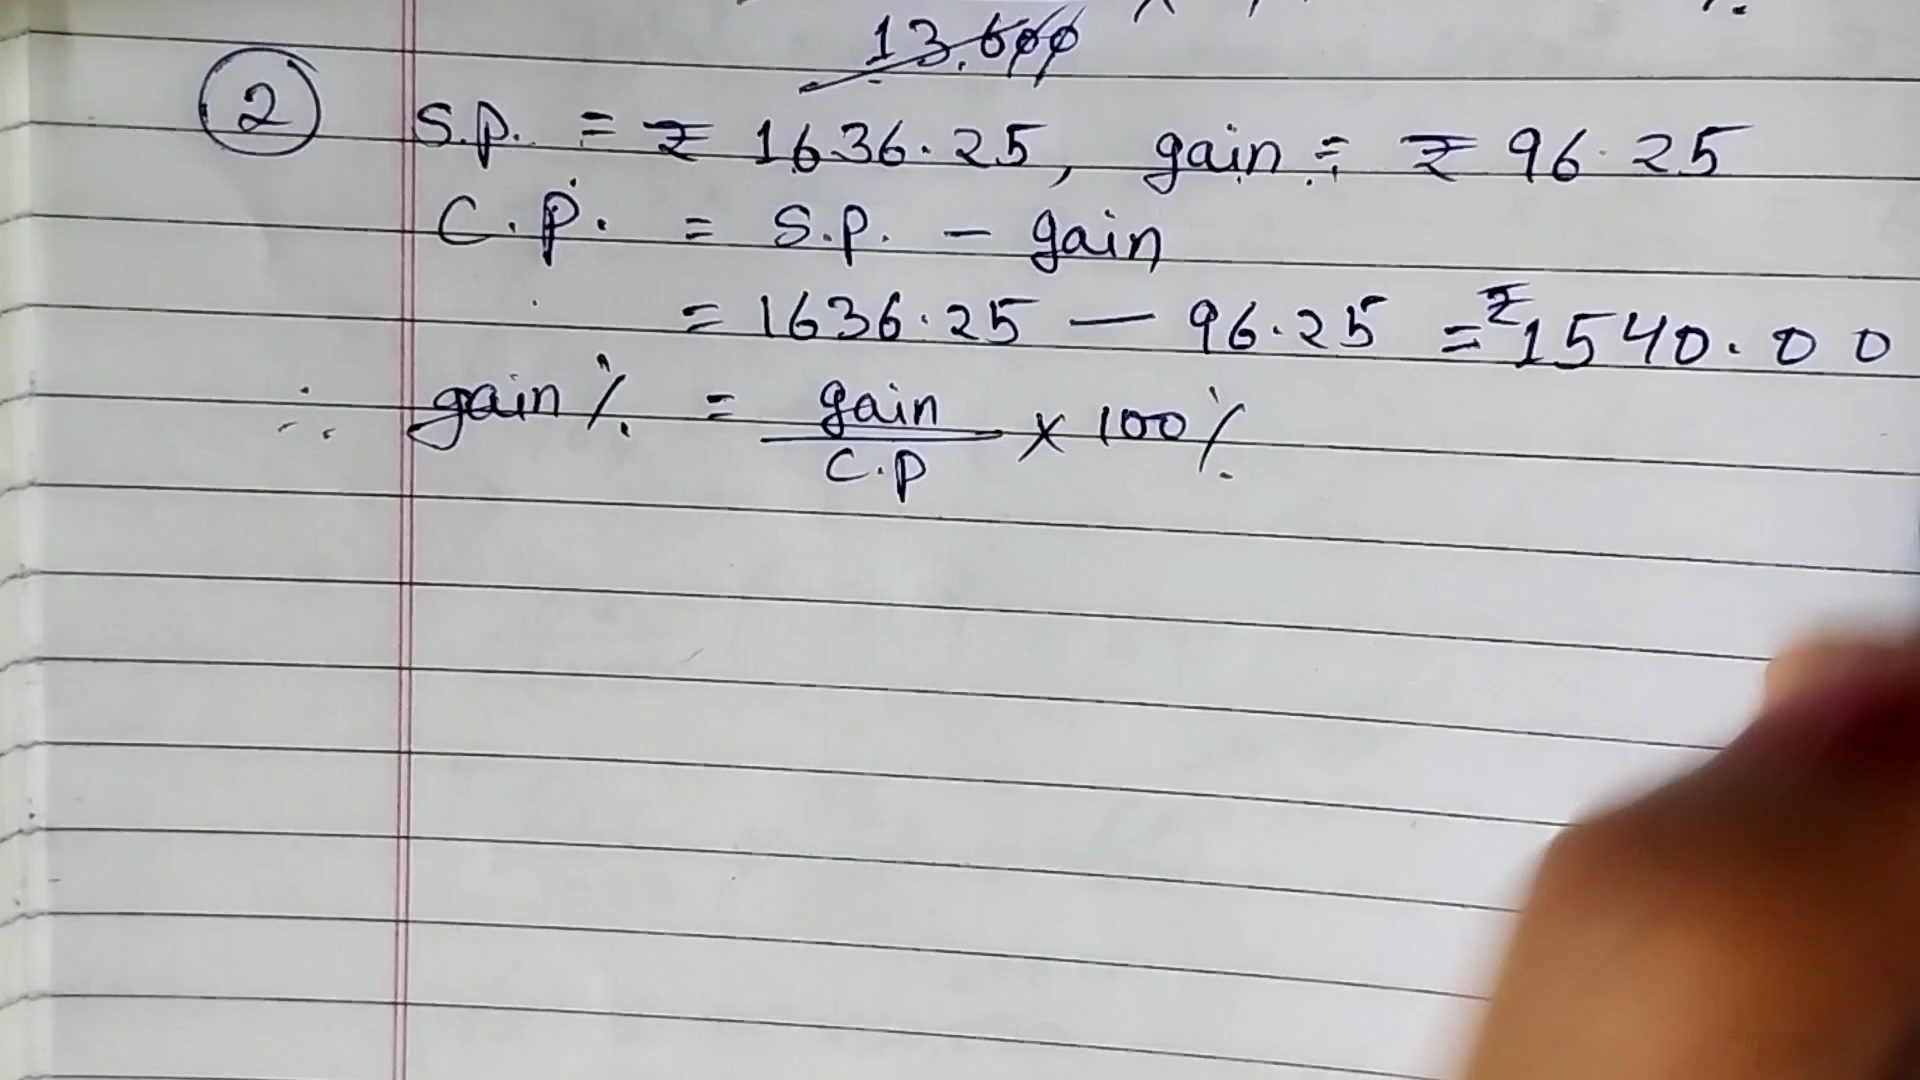 13.600
② S.P. = ₹ 1636.25, gain = ₹ 96.25
C.P. = S.P. - gain
= 1636.25 - 96.25 = ₹1540.00
∴ gain% = gain/C.P × 100%